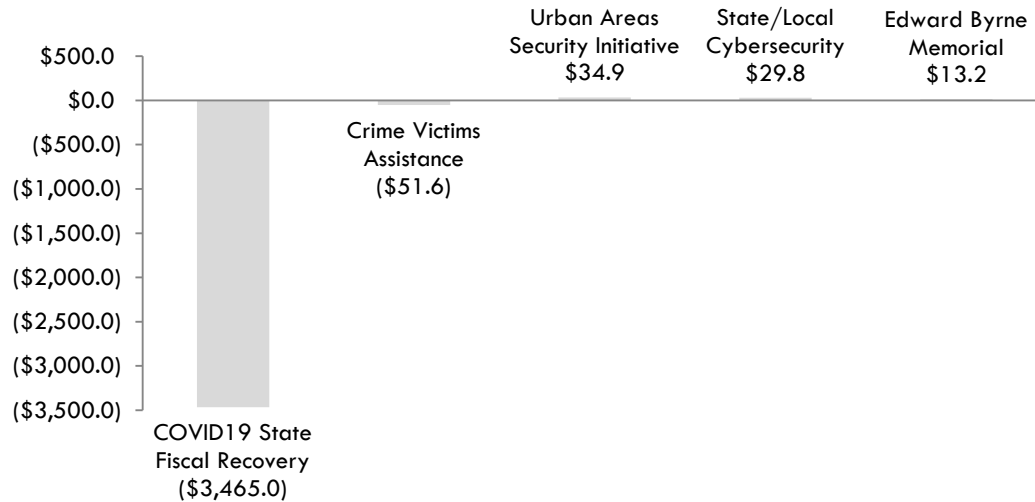 Urban Areas
Security Initiative
$34.9
State/Local
Cybersecurity
$29.8
Edward Byrne
Memorial
$13.2
$500.0
$0.0
($500.0)
($1,000.0)
($1,500.0)
($2,000.0)
($2,500.0)
($3,000.0)
($3,500.0)
Crime Victims
Assistance
($51.6)
COVID19 State
Fiscal Recovery
($3,465.0)